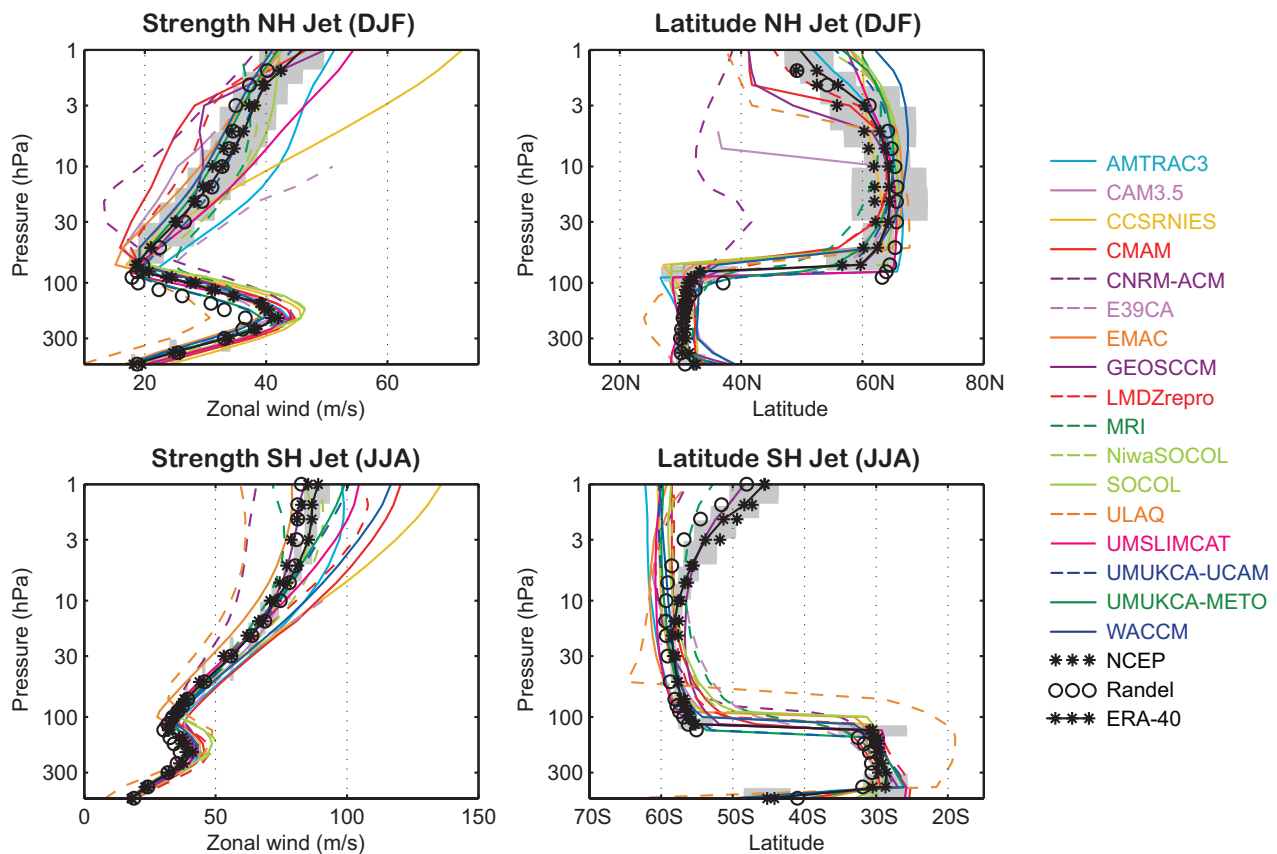 Strength NH Jet (DJF)
1
3
10
30
100
300
Pressure (hPa)
20
40
60
Zonal wind (m/s)
Latitude NH Jet (DJF)
1
3
10
30
100
300
Pressure (hPa)
20N
40N
60N
80N
Latitude
Strength SH Jet (JJA)
1
3
10
30
100
300
Pressure (hPa)
0
50
100
150
Zonal wind (m/s)
Latitude SH Jet (JJA)
1
3
10
30
100
300
Pressure (hPa)
70S
60S
50S
40S
30S
20S
Latitude
AMTRAC3
CAM3.5
CCSRNIES
CMAM
CNRM-ACM
E39CA
EMAC
GEOSCCM
LMDZrepro
MRI
NiwaSOCOL
SOCOL
ULAQ
UMSLIMCAT
UMUKCA-UCAM
UMUKCA-METO
WACCM
NCEP
Randel
ERA-40